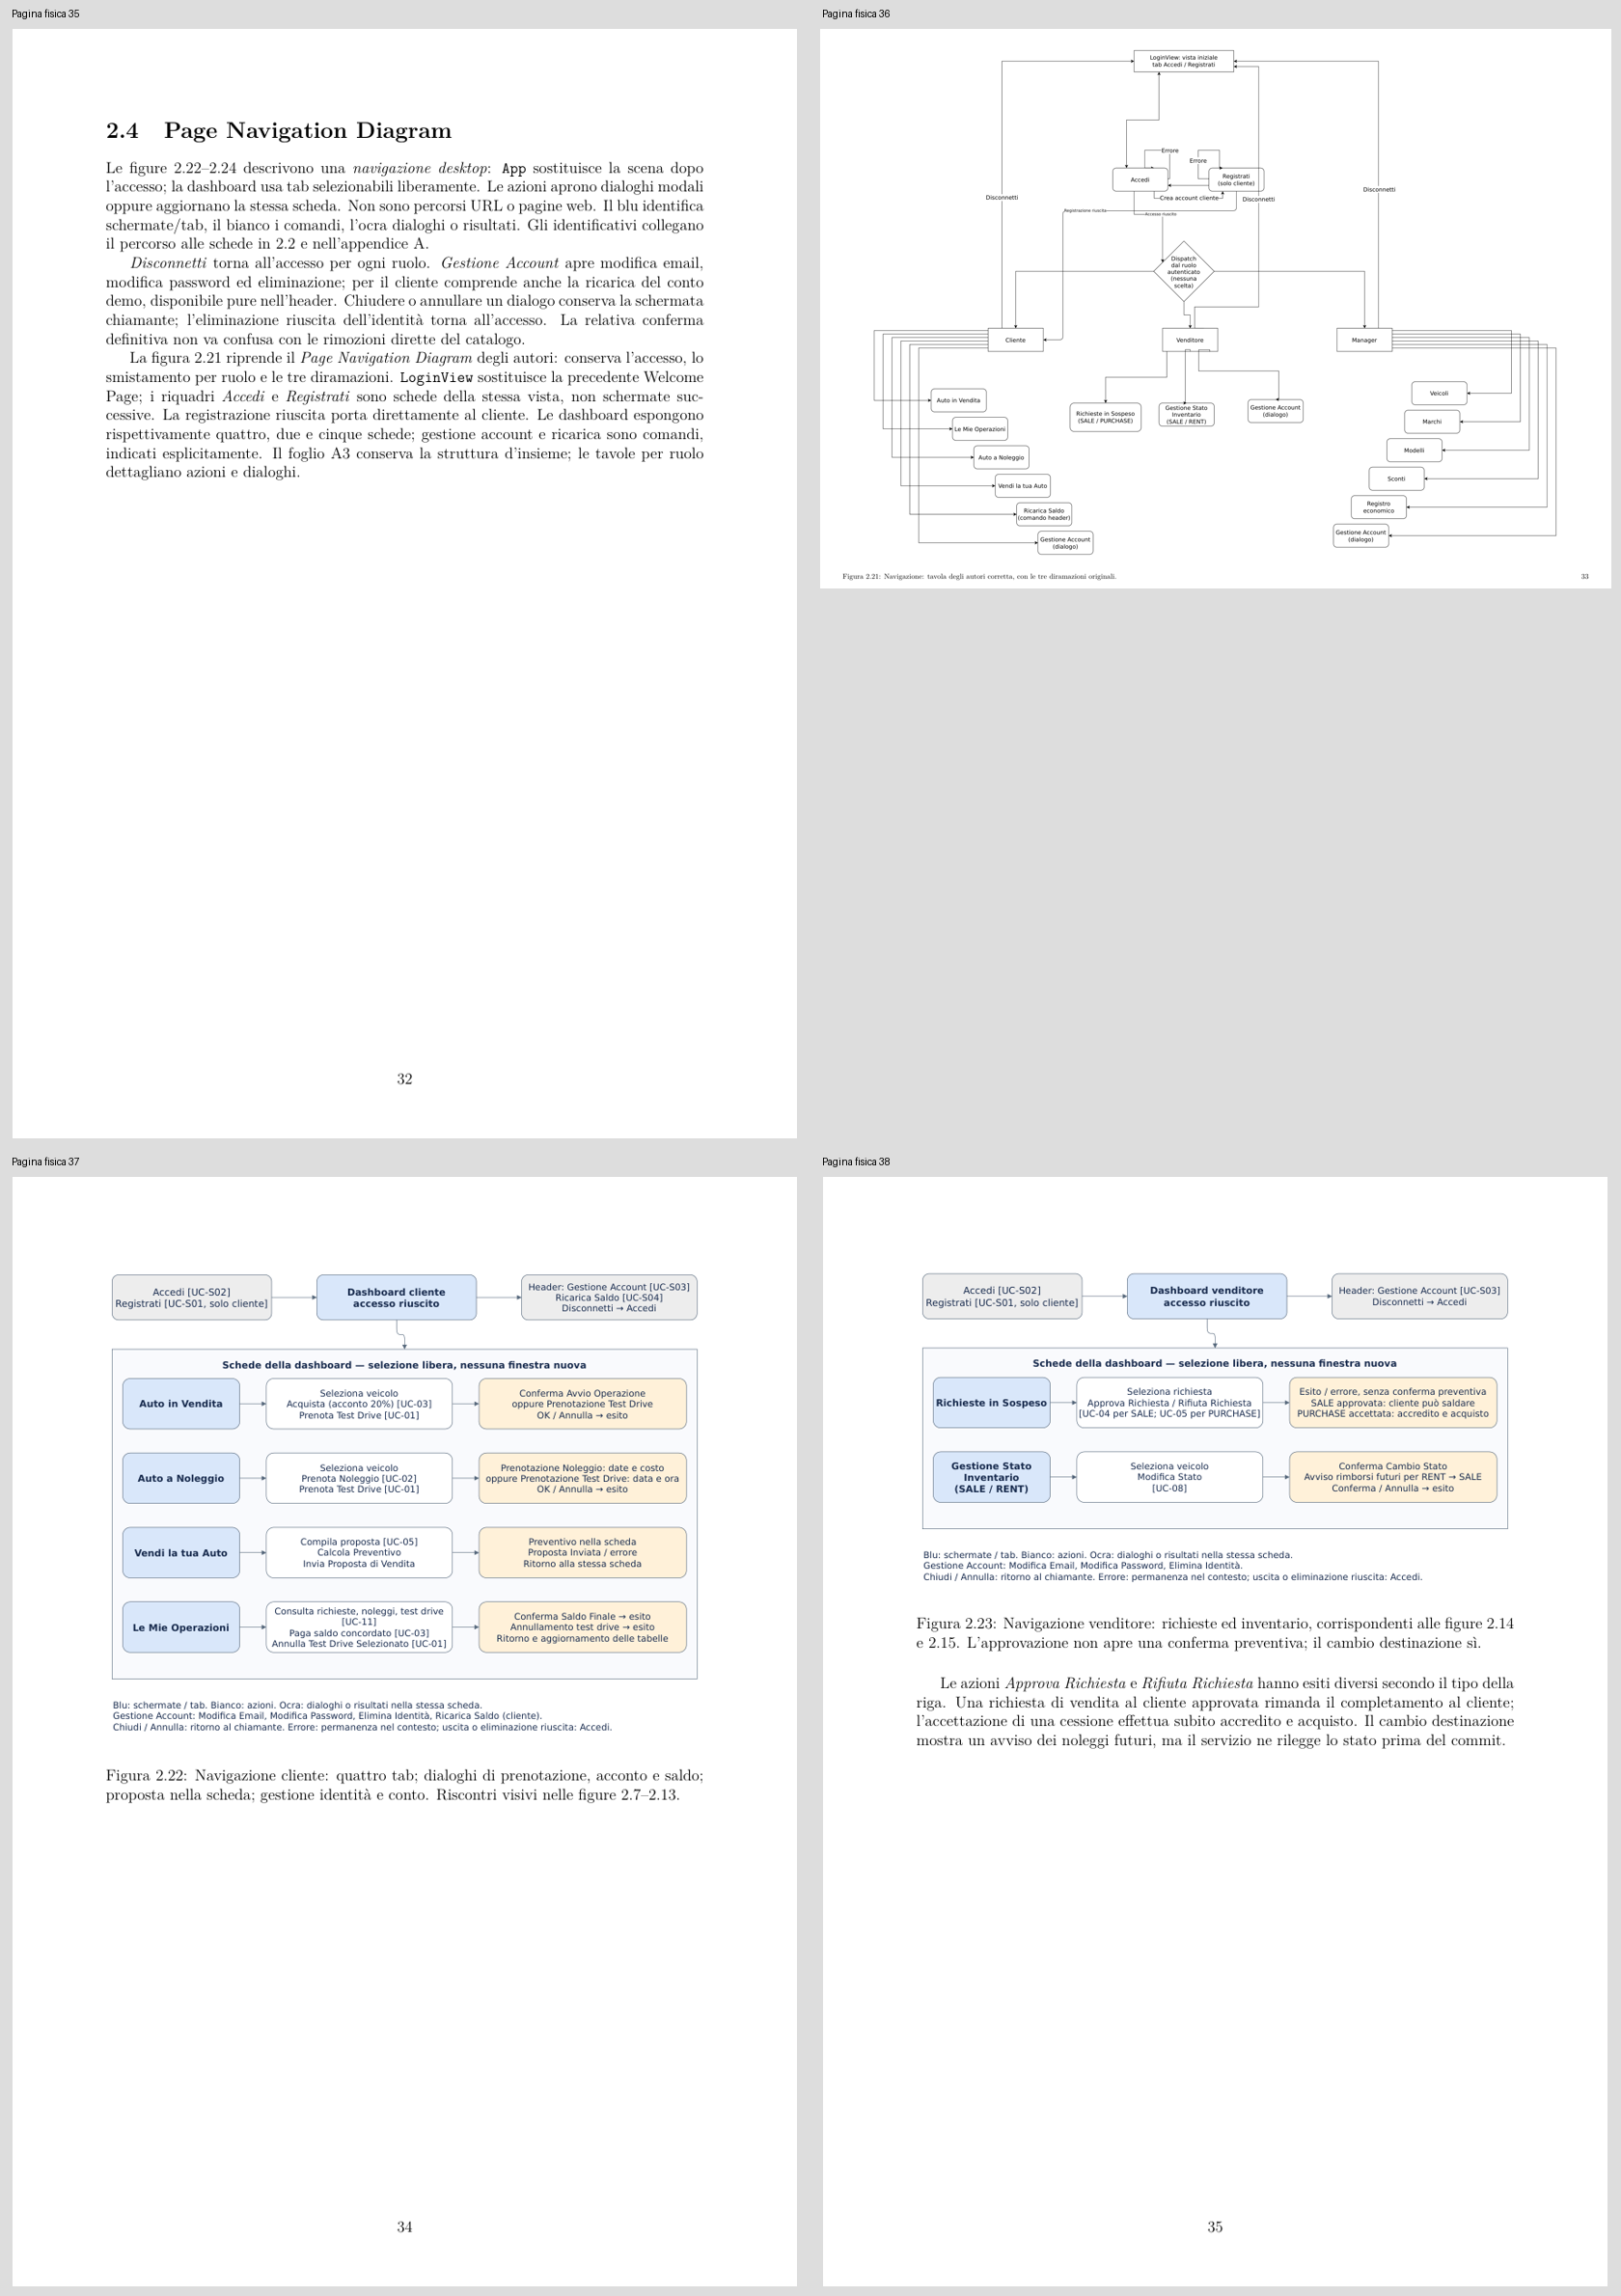 Pagina fisica 35
2.4 Page Navigation Diagram
Le figure 2.22–2.24 descrivono una navigazione desktop: App sostituisce la scena dopo
l'accesso; la dashboard usa tab selezionabili liberamente. Le azioni aprono dialoghi modali
oppure aggiornano la stessa scheda. Non sono percorsi URL o pagine web. Il blu identifica
schermate/tab, il bianco i comandi, l'ocra dialoghi o risultati. Gli identificativi collegano
il percorso alle schede in 2.2 e nell'appendice A.
Disconnetti torna all'accesso per ogni ruolo. Gestione Account apre modifica email,
modifica password ed eliminazione; per il cliente comprende anche la ricarica del conto
demo, disponibile pure nell'header. Chiudere o annullare un dialogo conserva la schermata
chiamante; l'eliminazione riuscita dell'identità torna all'accesso. La relativa conferma
definitiva non va confusa con le rimozioni dirette del catalogo.
La figura 2.21 riprende il Page Navigation Diagram degli autori: conserva l'accesso, lo
smistamento per ruolo e le tre diramazioni. LoginView sostituisce la precedente Welcome
Page; i riquadri Accedi e Registrati sono schede della stessa vista, non schermate suc-
cessive. La registrazione riuscita porta direttamente al cliente. Le dashboard espongono
rispettivamente quattro, due e cinque schede; gestione account e ricarica sono comandi,
indicati esplicitamente. Il foglio A3 conserva la struttura d'insieme; le tavole per ruolo
dettagliano azioni e dialoghi.
32
Pagina fisica 36
LoginView: vista iniziale
tab Accedi / Registrati
Errore
Errore
Accedi
Registrati
(solo cliente)
Disconnetti
Crea account cliente
Disconnetti
Disconnetti
Registrazione riuscita
Accesso riuscito
Dispatch
dal ruolo
autenticato
(nessuna
scelta)
Cliente
Venditore
Manager
Auto in Vendita
Le Mie Operazioni
Auto a Noleggio
Vendi la tua Auto
Ricarica Saldo
(comando header)
Gestione Account
(dialogo)
Richieste in Sospeso
(SALE / PURCHASE)
Gestione Stato
Inventario
(SALE / RENT)
Gestione Account
(dialogo)
Veicoli
Marchi
Modelli
Sconti
Registro
economico
Gestione Account
(dialogo)
Figura 2.21: Navigazione: tavola degli autori corretta, con le tre diramazioni originali.
33
Pagina fisica 37
Accedi [UC-S02]
Registrati [UC-S01, solo cliente]
Dashboard cliente
accesso riuscito
Header: Gestione Account [UC-S03]
Ricarica Saldo [UC-S04]
Disconnetti → Accedi
Schede della dashboard — selezione libera, nessuna finestra nuova
Auto in Vendita
Seleziona veicolo
Acquista (acconto 20%) [UC-03]
Prenota Test Drive [UC-01]
Conferma Avvio Operazione
oppure Prenotazione Test Drive
OK / Annulla → esito
Auto a Noleggio
Seleziona veicolo
Prenota Noleggio [UC-02]
Prenota Test Drive [UC-01]
Prenotazione Noleggio: date e costo
oppure Prenotazione Test Drive: data e ora
OK / Annulla → esito
Vendi la tua Auto
Compila proposta [UC-05]
Calcola Preventivo
Invia Proposta di Vendita
Preventivo nella scheda
Proposta Inviata / errore
Ritorno alla stessa scheda
Le Mie Operazioni
Consulta richieste, noleggi, test drive
[UC-11]
Paga saldo concordato [UC-03]
Annulla Test Drive Selezionato [UC-01]
Conferma Saldo Finale → esito
Annullamento test drive → esito
Ritorno e aggiornamento delle tabelle
Blu: schermate / tab. Bianco: azioni. Ocra: dialoghi o risultati nella stessa scheda.
Gestione Account: Modifica Email, Modifica Password, Elimina Identità, Ricarica Saldo (cliente).
Chiudi / Annulla: ritorno al chiamante. Errore: permanenza nel contesto; uscita o eliminazione riuscita: Accedi.
Figura 2.22: Navigazione cliente: quattro tab; dialoghi di prenotazione, acconto e saldo;
proposta nella scheda; gestione identità e conto. Riscontri visivi nelle figure 2.7–2.13.
34
Pagina fisica 38
Accedi [UC-S02]
Registrati [UC-S01, solo cliente]
Dashboard venditore
accesso riuscito
Header: Gestione Account [UC-S03]
Disconnetti → Accedi
Schede della dashboard — selezione libera, nessuna finestra nuova
Richieste in Sospeso
Seleziona richiesta
Approva Richiesta / Rifiuta Richiesta
[UC-04 per SALE; UC-05 per PURCHASE]
Esito / errore, senza conferma preventiva
SALE approvata: cliente può saldare
PURCHASE accettata: accredito e acquisto
Gestione Stato
Inventario
(SALE / RENT)
Seleziona veicolo
Modifica Stato
[UC-08]
Conferma Cambio Stato
Avviso rimborsi futuri per RENT → SALE
Conferma / Annulla → esito
Blu: schermate / tab. Bianco: azioni. Ocra: dialoghi o risultati nella stessa scheda.
Gestione Account: Modifica Email, Modifica Password, Elimina Identità.
Chiudi / Annulla: ritorno al chiamante. Errore: permanenza nel contesto; uscita o eliminazione riuscita: Accedi.
Figura 2.23: Navigazione venditore: richieste ed inventario, corrispondenti alle figure 2.14
e 2.15. L'approvazione non apre una conferma preventiva; il cambio destinazione sì.
Le azioni Approva Richiesta e Rifiuta Richiesta hanno esiti diversi secondo il tipo della
riga. Una richiesta di vendita al cliente approvata rimanda il completamento al cliente;
l'accettazione di una cessione effettua subito accredito e acquisto. Il cambio destinazione
mostra un avviso dei noleggi futuri, ma il servizio ne rilegge lo stato prima del commit.
35